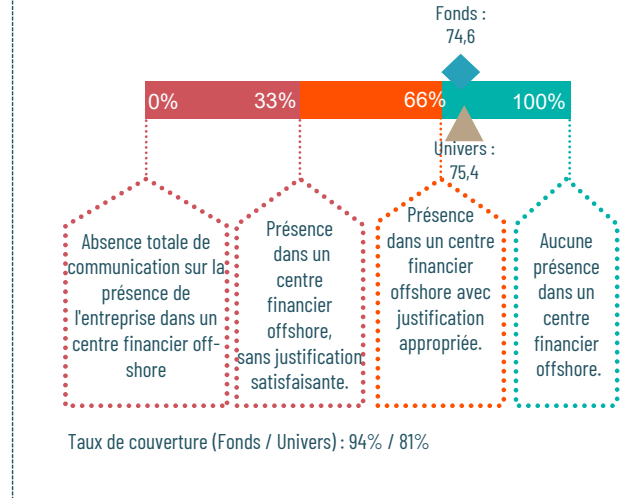 Fonds :
74,6
0%
33%
66%
100%
Univers :
75,4
Absence totale de
communication sur la
présence de
l'entreprise dans un
centre financier off-
shore
Présence
dans un
centre
financier
offshore,
sans justification
satisfaisante.
Présence
dans un centre
financier
offshore avec
justification
appropriée.
Aucune
présence
dans un
centre
financier
offshore.
Taux de couverture (Fonds / Univers) : 94% / 81%